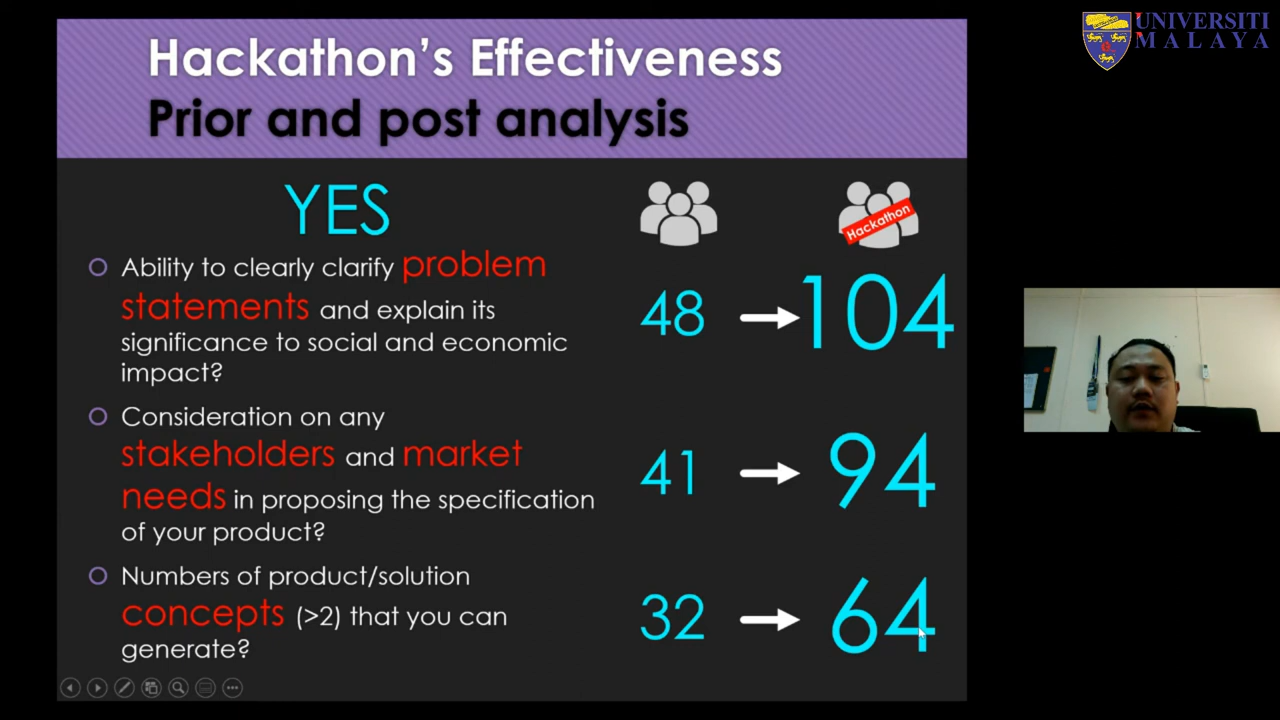 UNIVERSITI
MALAYA
Hackathon's Effectiveness
Prior and post analysis
YES
Hackathon
Ability to clearly clarify problem
statements and explain its
significance to social and economic
impact?
48
104
Consideration on any
stakeholders and market
needs in proposing the specification
of your product?
41
94
Numbers of product/solution
concepts (>2) that you can
generate?
32
64